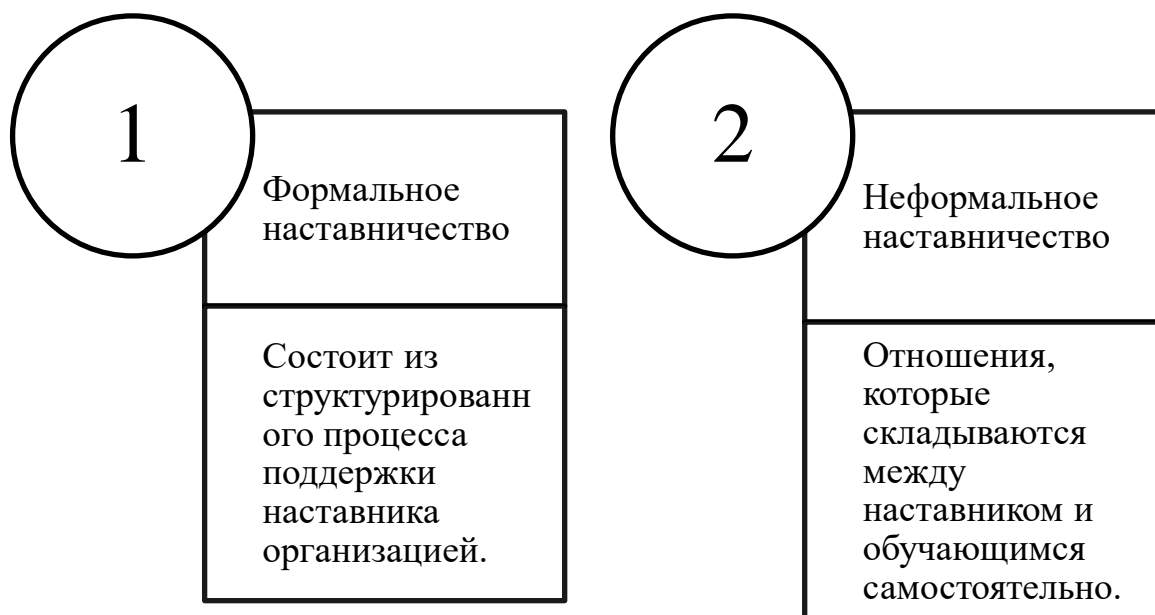 1
Формальное
наставничество
Состоит из
структурированн
ого процесса
поддержки
наставника
организацией.
2
Неформальное
наставничество
Отношения,
которые
складываются
между
наставником и
обучающимся
самостоятельно.